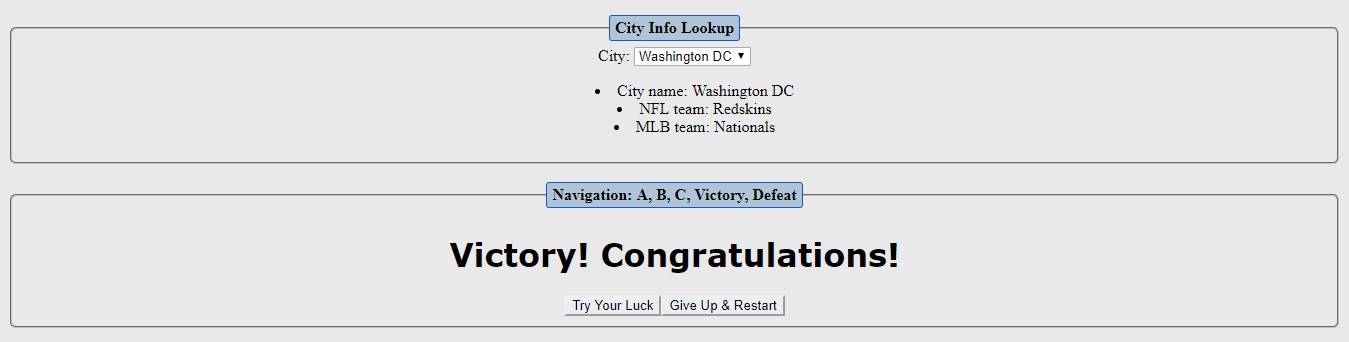 City Info Lookup
City: Washington DC
City name: Washington DC
NFL team: Redskins
MLB team: Nationals
Navigation: A, B, C, Victory, Defeat
Victory! Congratulations!
Try Your Luck Give Up & Restart